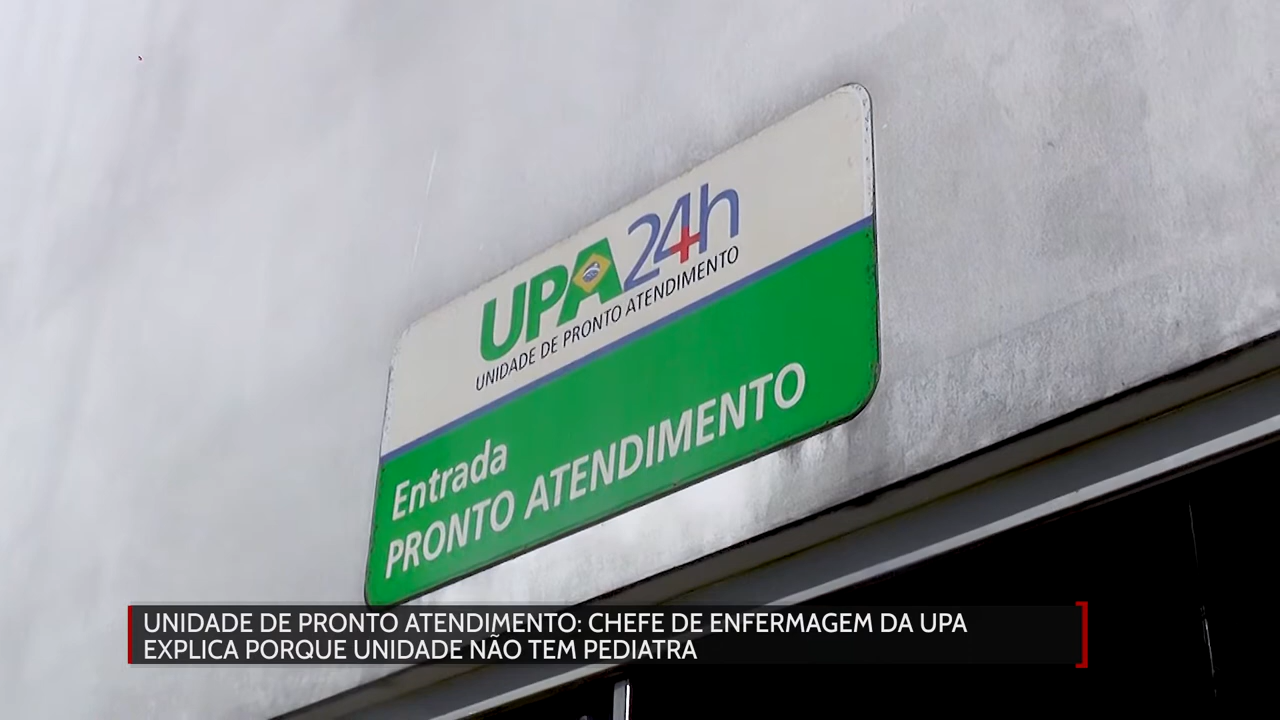 UPA24h
UNIDADE DE PRONTO ATENDIMENTO
Entrada
PRONTO ATENDIMENTO
UNIDADE DE PRONTO ATENDIMENTO: CHEFE DE ENFERMAGEM DA UPA
EXPLICA PORQUE UNIDADE NÃO TEM PEDIATRA